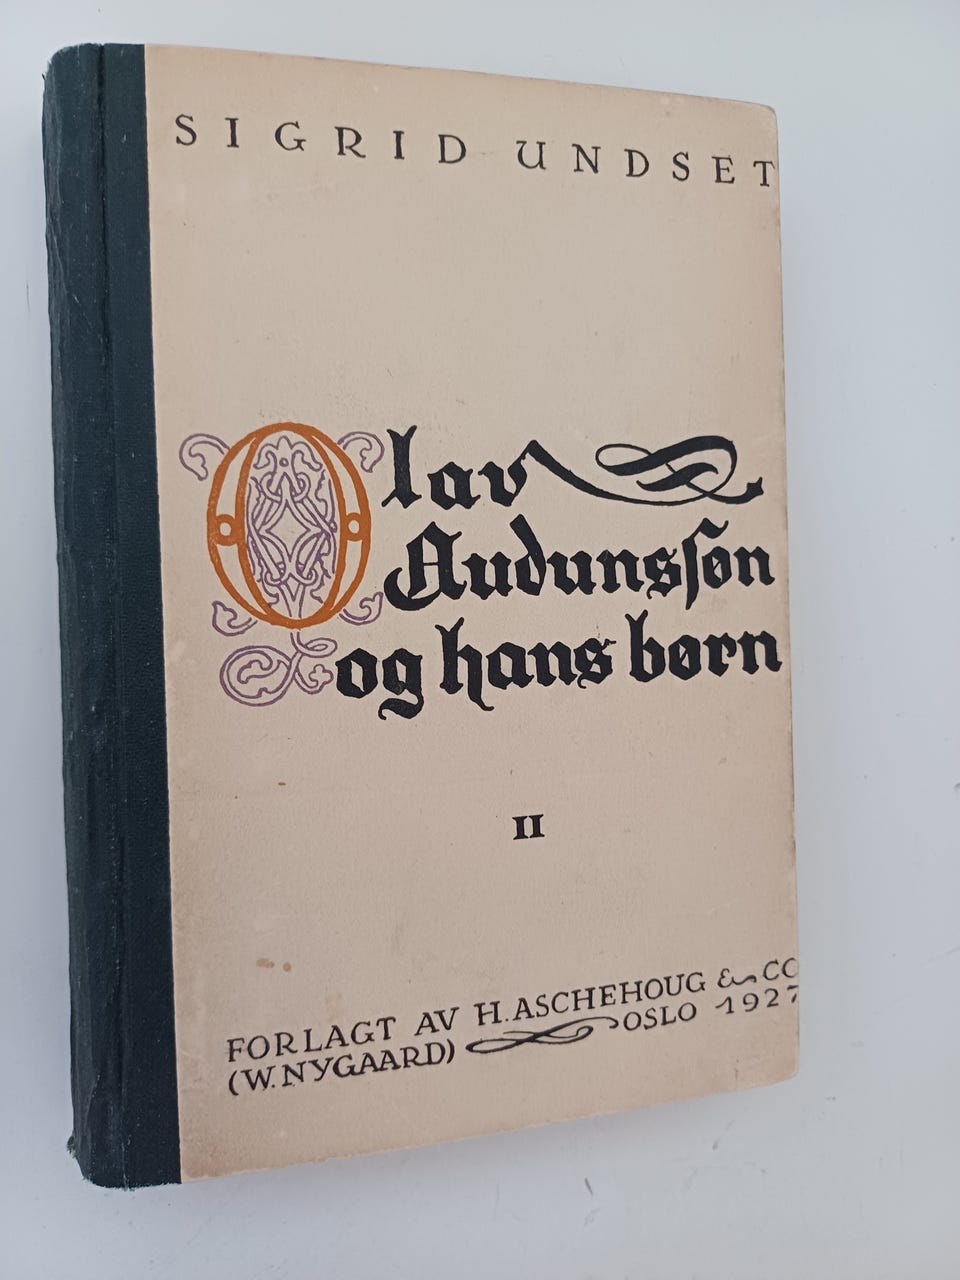 SIGRID UNDSET
Olav
Audunsſøn
og hans børn
II
FORLAGT AV H. ASCHEHOUG & CO
(W. NYGAARD) OSLO 1927